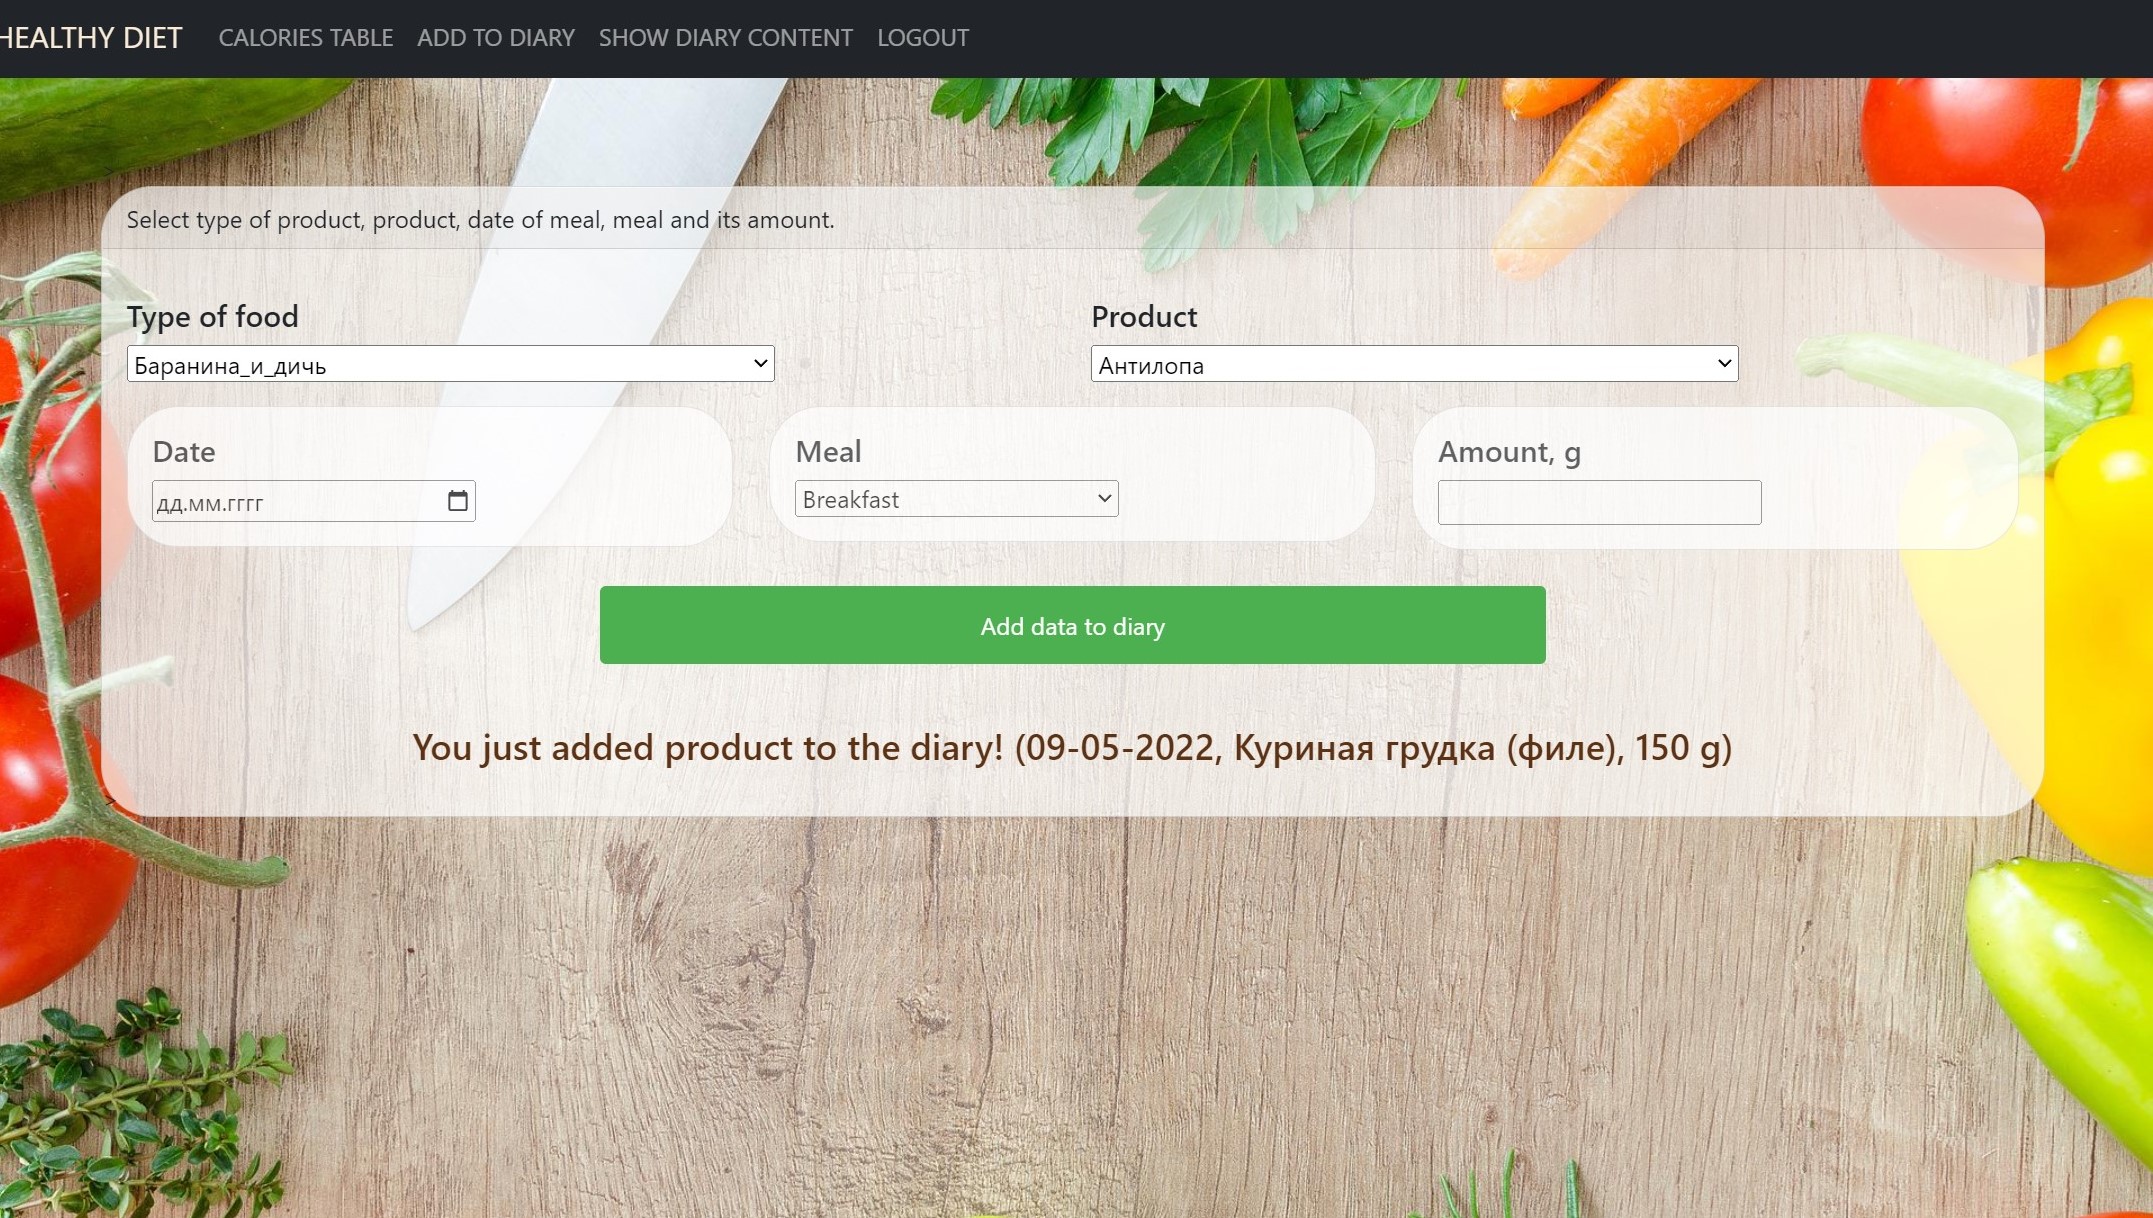 HEALTHY DIET CALORIES TABLE ADD TO DIARY SHOW DIARY CONTENT LOGOUT
Select type of product, product, date of meal, meal and its amount.
Type of food Product
Баранина_и_дичь Антилопа
Date Meal Amount, g
дд.мм.гггг Breakfast
Add data to diary
You just added product to the diary! (09-05-2022, Куриная грудка (филе), 150 g)
>